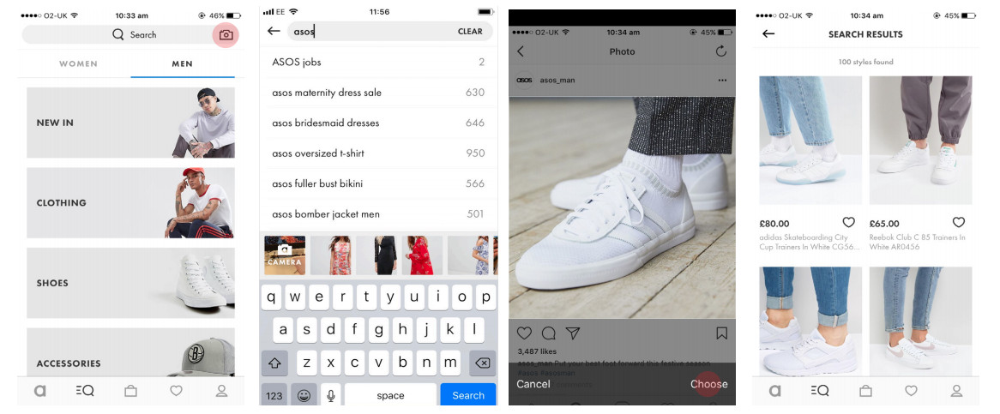 O2-UK 10:33 am 46%
Search
WOMEN MEN
NEW IN
CLOTHING
SHOES
ACCESSORIES
EE 11:56
asos CLEAR
ASOS jobs 2
asos maternity dress sale 630
asos bridesmaid dresses 646
asos oversized t-shirt 950
asos fuller bust bikini 566
asos bomber jacket men 501
CAMERA
q w e r t y u i o p
a s d f g h j k l
z x c v b n m
123 space Search
O2-UK 10:34 am 45%
Photo
asos asos_man
3,487 likes
asos_man Put your best foot forward this festive season
#asos #asosman
Cancel Choose
O2-UK 10:34 am 45%
SEARCH RESULTS
100 styles found
£80.00
adidas Skateboarding City
Cup Trainers In White CG56...
£65.00
Reebok Club C 85 Trainers In
White AR0456